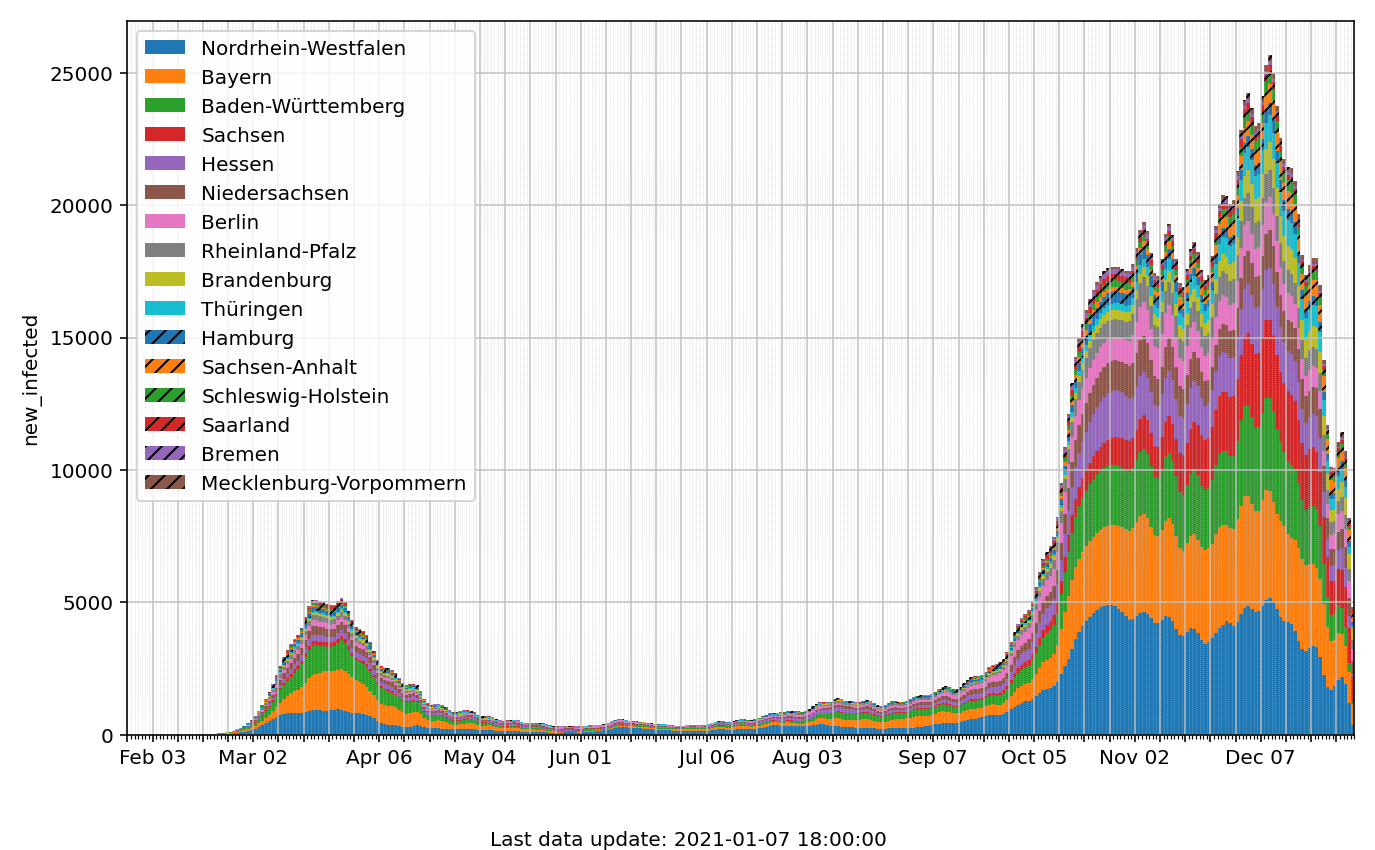 Nordrhein-Westfalen
Bayern
Baden-Württemberg
Sachsen
Hessen
Niedersachsen
Berlin
Rheinland-Pfalz
Brandenburg
Thüringen
Hamburg
Sachsen-Anhalt
Schleswig-Holstein
Saarland
Bremen
Mecklenburg-Vorpommern
25000
20000
15000
10000
5000
0
new_infected
Feb 03 Mar 02 Apr 06 May 04 Jun 01 Jul 06 Aug 03 Sep 07 Oct 05 Nov 02 Dec 07
Last data update: 2021-01-07 18:00:00